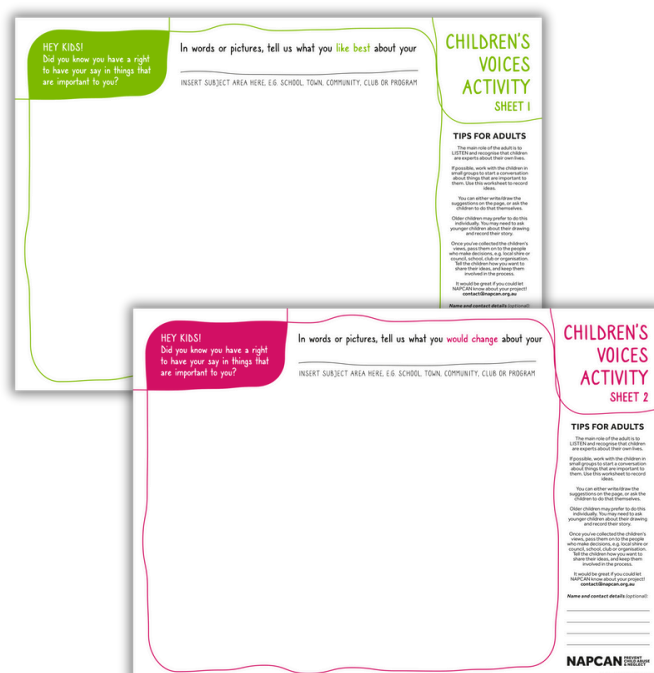 HEY KIDS!
Did you know you have a right
to have your say in things that
are important to you?
In words or pictures, tell us what you like best about your
INSERT SUBJECT AREA HERE, E.G. SCHOOL, TOWN, COMMUNITY, CLUB OR PROGRAM
CHILDREN'S
VOICES
ACTIVITY
SHEET 1
TIPS FOR ADULTS
The main role of the adult is to
LISTEN and recognise that children
are experts about their own lives.
If possible, work with the children in
small groups to start a conversation
about things that are important to
them. Use this worksheet to record
ideas.
You can either write/draw the
suggestions on the page, or ask the
children to do that themselves.
Older children may prefer to do this
individually. You may need to ask
younger children about their drawing
and record their story.
Once you've collected the children's
views, pass them on to the people
who make decisions, e.g. local shire or
council, school, club or organisation.
Tell the children how you want to
share their ideas, and keep them
involved in the process.
It would be great if you could let
NAPCAN know about your project!
contact@napcan.org.au
Name and contact details (optional):
HEY KIDS!
Did you know you have a right
to have your say in things that
are important to you?
In words or pictures, tell us what you would change about your
INSERT SUBJECT AREA HERE, E.G. SCHOOL, TOWN, COMMUNITY, CLUB OR PROGRAM
CHILDREN'S
VOICES
ACTIVITY
SHEET 2
TIPS FOR ADULTS
The main role of the adult is to
LISTEN and recognise that children
are experts about their own lives.
If possible, work with the children in
small groups to start a conversation
about things that are important to
them. Use this worksheet to record
ideas.
You can either write/draw the
suggestions on the page, or ask the
children to do that themselves.
Older children may prefer to do this
individually. You may need to ask
younger children about their drawing
and record their story.
Once you've collected the children's
views, pass them on to the people
who make decisions, e.g. local shire or
council, school, club or organisation.
Tell the children how you want to
share their ideas, and keep them
involved in the process.
It would be great if you could let
NAPCAN know about your project!
contact@napcan.org.au
Name and contact details (optional):
NAPCAN PREVENT CHILD ABUSE & NEGLECT